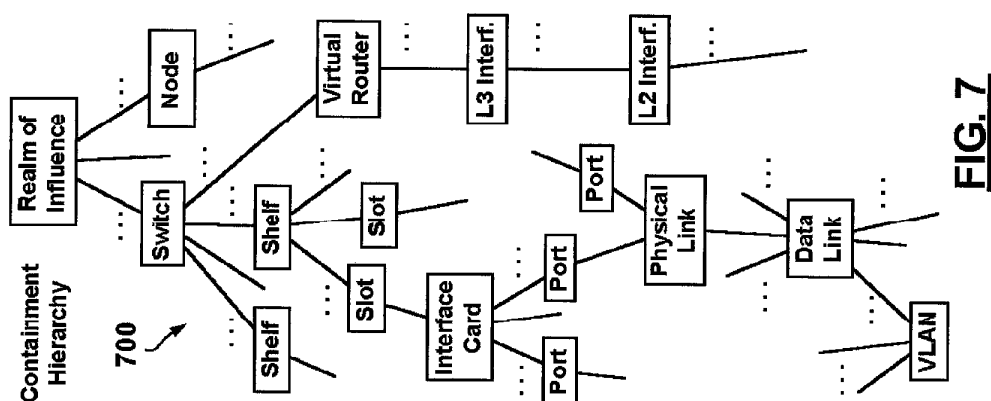 Containment
Hierarchy
700
Realm of
Influence
Switch
Node
Shelf
Shelf
Virtual
Router
Slot
Slot
L3 Interf.
Interface
Card
Port
Port
Port
L2 Interf.
Physical
Link
Data
Link
VLAN
FIG. 7